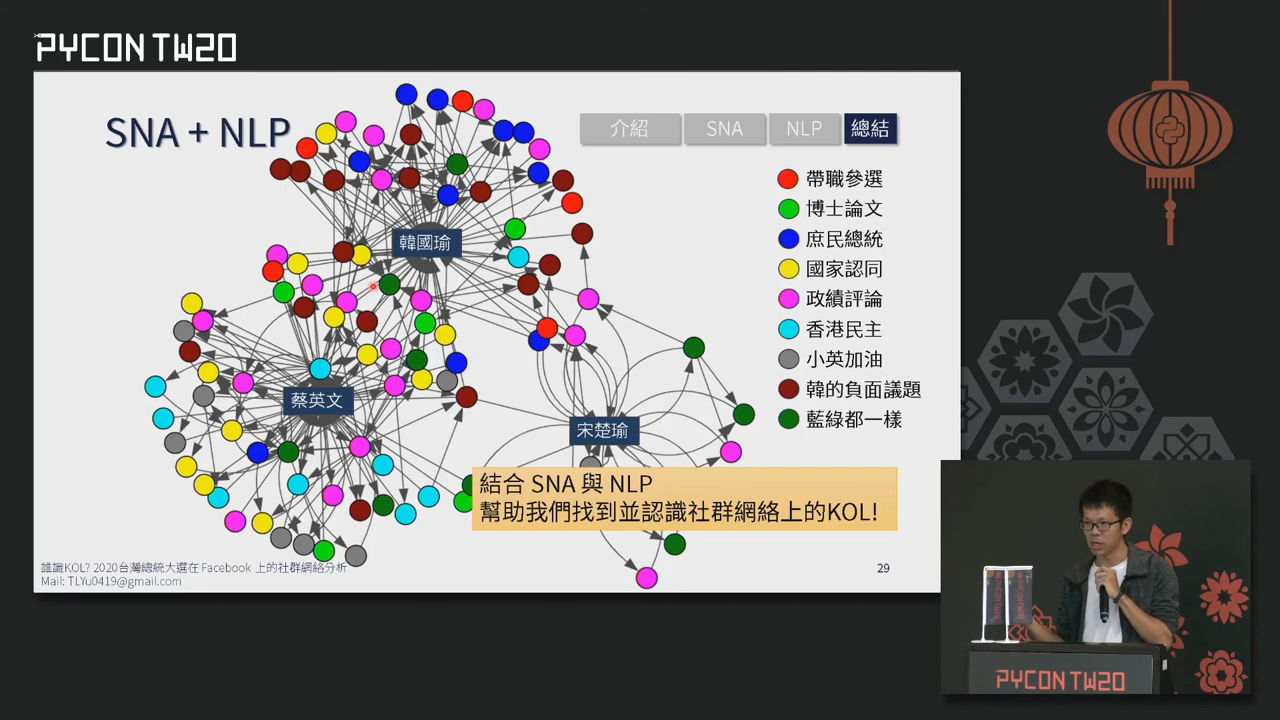 PYCON TW20
SNA + NLP
介紹
SNA
NLP
總結
帶職參選
博士論文
庶民總統
國家認同
政績評論
香港民主
小英加油
韓的負面議題
藍綠都一樣
韓國瑜
蔡英文
宋楚瑜
結合 SNA 與 NLP
幫助我們找到並認識社群網絡上的KOL!
誰識KOL? 2020台灣總統大選在 Facebook 上的社群網絡分析
Mail: TLYu0419@gmail.com
29
PYCON TW20